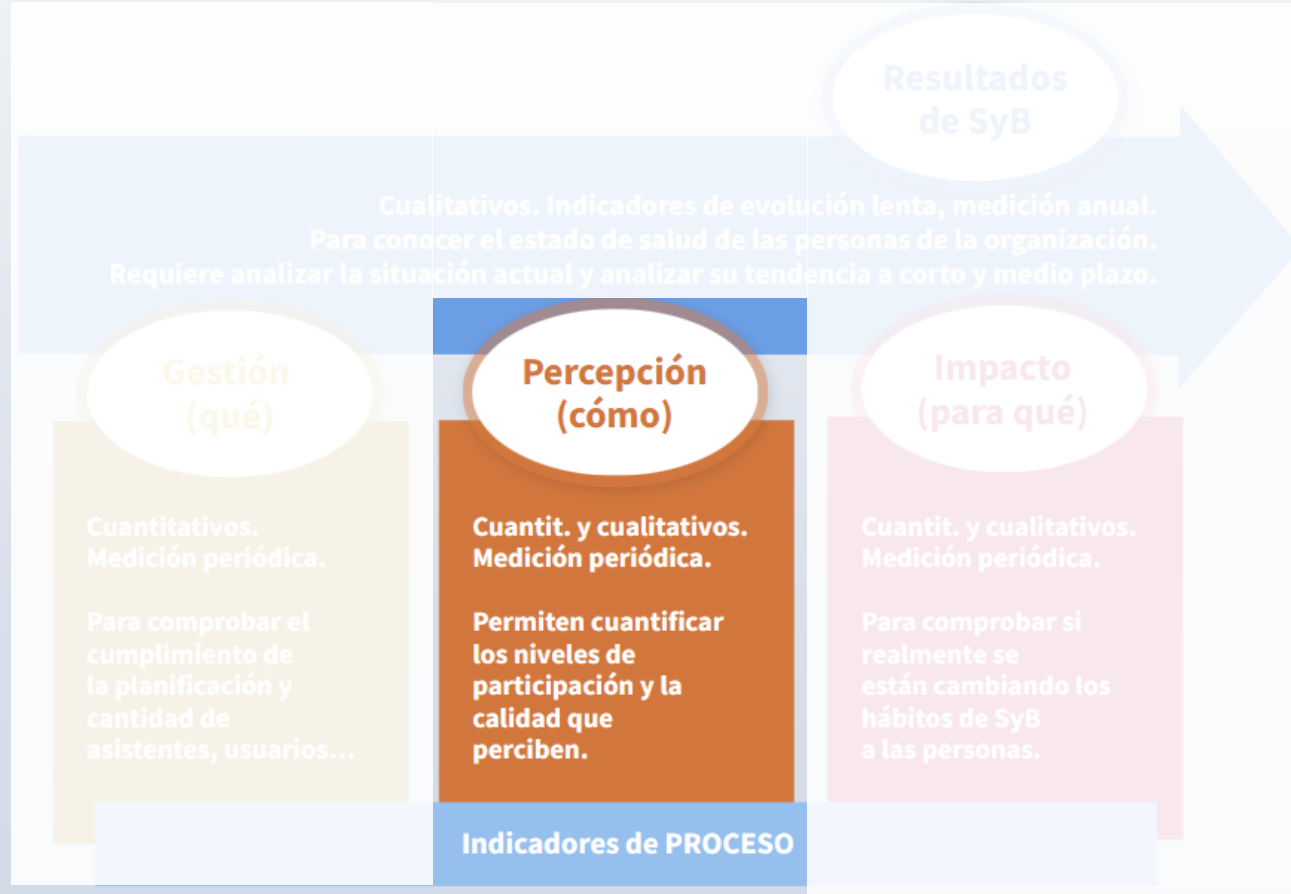 Resultados
de SyB
Cualitativos. Indicadores de evolución lenta, medición anual.
Para conocer el estado de salud de las personas de la organización.
Requiere analizar la situación actual y analizar su tendencia a corto y medio plazo.
Gestión
(qué)
Cuantitativos.
Medición periódica.
Para comprobar el
cumplimiento de
la planificación y
cantidad de
asistentes, usuarios...
Percepción
(cómo)
Cuantit. y cualitativos.
Medición periódica.
Permiten cuantificar
los niveles de
participación y la
calidad que
perciben.
Impacto
(para qué)
Cuantit. y cualitativos.
Medición periódica.
Para comprobar si
realmente se
están cambiando los
hábitos de SyB
a las personas.
Indicadores de PROCESO